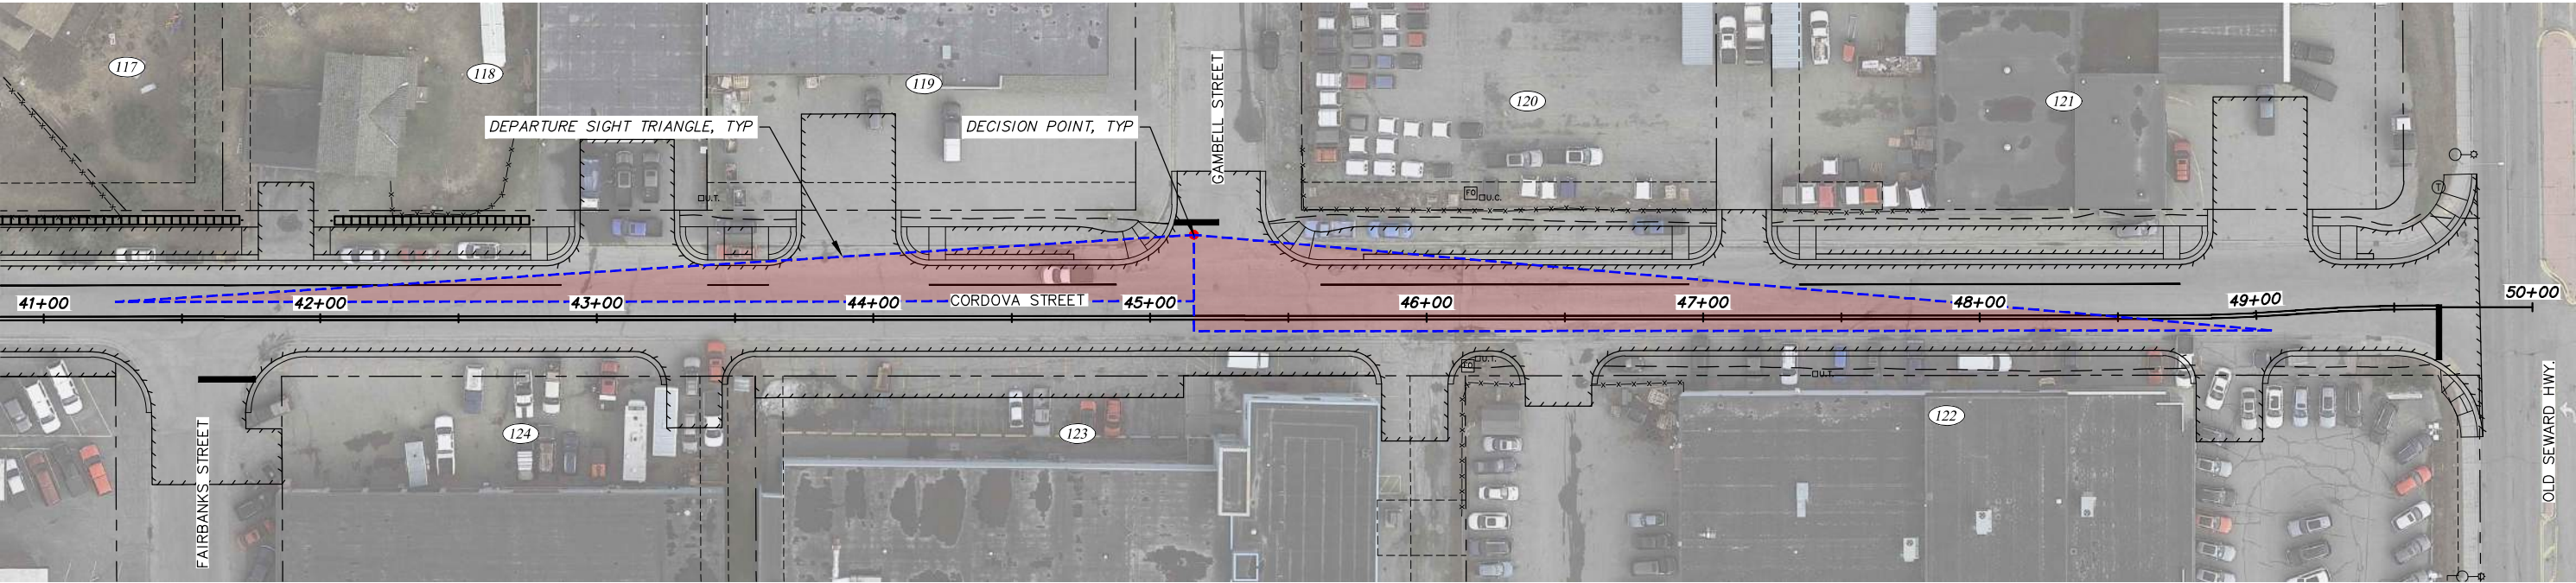 117
118
119
120
121
DEPARTURE SIGHT TRIANGLE, TYP
DECISION POINT, TYP
GAMBELL STREET
U.T.
FO
U.C.
T
41+00
42+00
43+00
44+00
CORDOVA STREET
45+00
46+00
47+00
48+00
49+00
50+00
U.T.
U.T.
FAIRBANKS STREET
124
123
122
OLD SEWARD HWY.